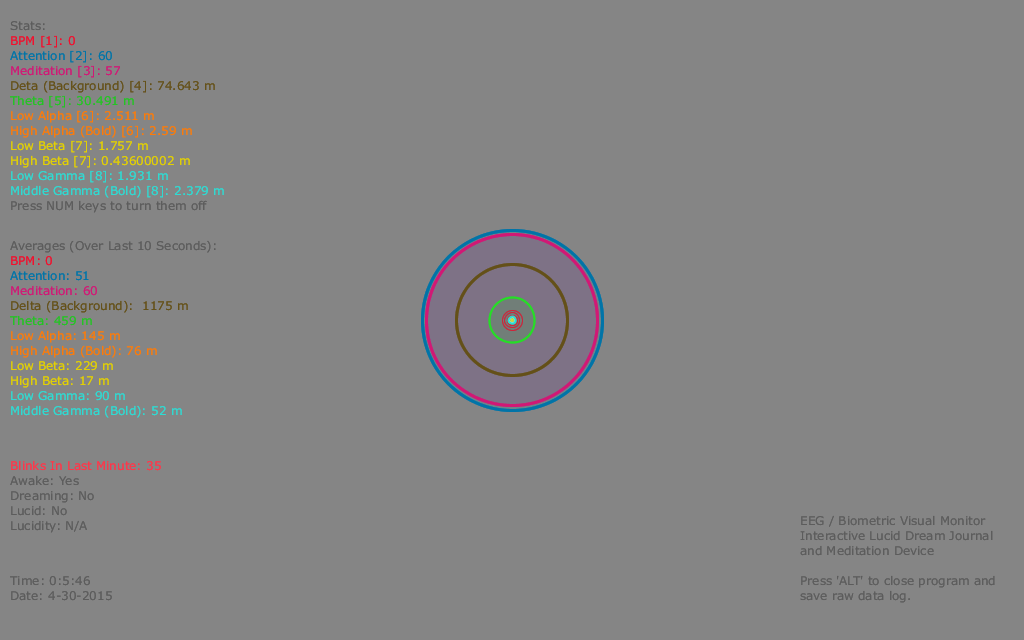 Stats:
BPM [1]: 0
Attention [2]: 60
Meditation [3]: 57
Deta (Background) [4]: 74.643 m
Theta [5]: 30.491 m
Low Alpha [6]: 2.511 m
High Alpha (Bold) [6]: 2.59 m
Low Beta [7]: 1.757 m
High Beta [7]: 0.43600002 m
Low Gamma [8]: 1.931 m
Middle Gamma (Bold) [8]: 2.379 m
Press NUM keys to turn them off
Averages (Over Last 10 Seconds):
BPM: 0
Attention: 51
Meditation: 60
Delta (Background):  1175 m
Theta: m
Low Alpha: 145 m
High Alpha (Bold): 76 m
Low Beta: 229 m
High Beta: 17 m
Low Gamma: 90 m
Middle Gamma (Bold): 52 m
Blinks In Last Minute: 35
Awake: Yes
Dreaming: No
Lucid: No
Lucidity: N/A
Time: 0:5:46
Date: 4-30-2015
EEG / Biometric Visual Monitor
Interactive Lucid Dream Journal
and Meditation Device
Press 'ALT' to close program and
save raw data log.